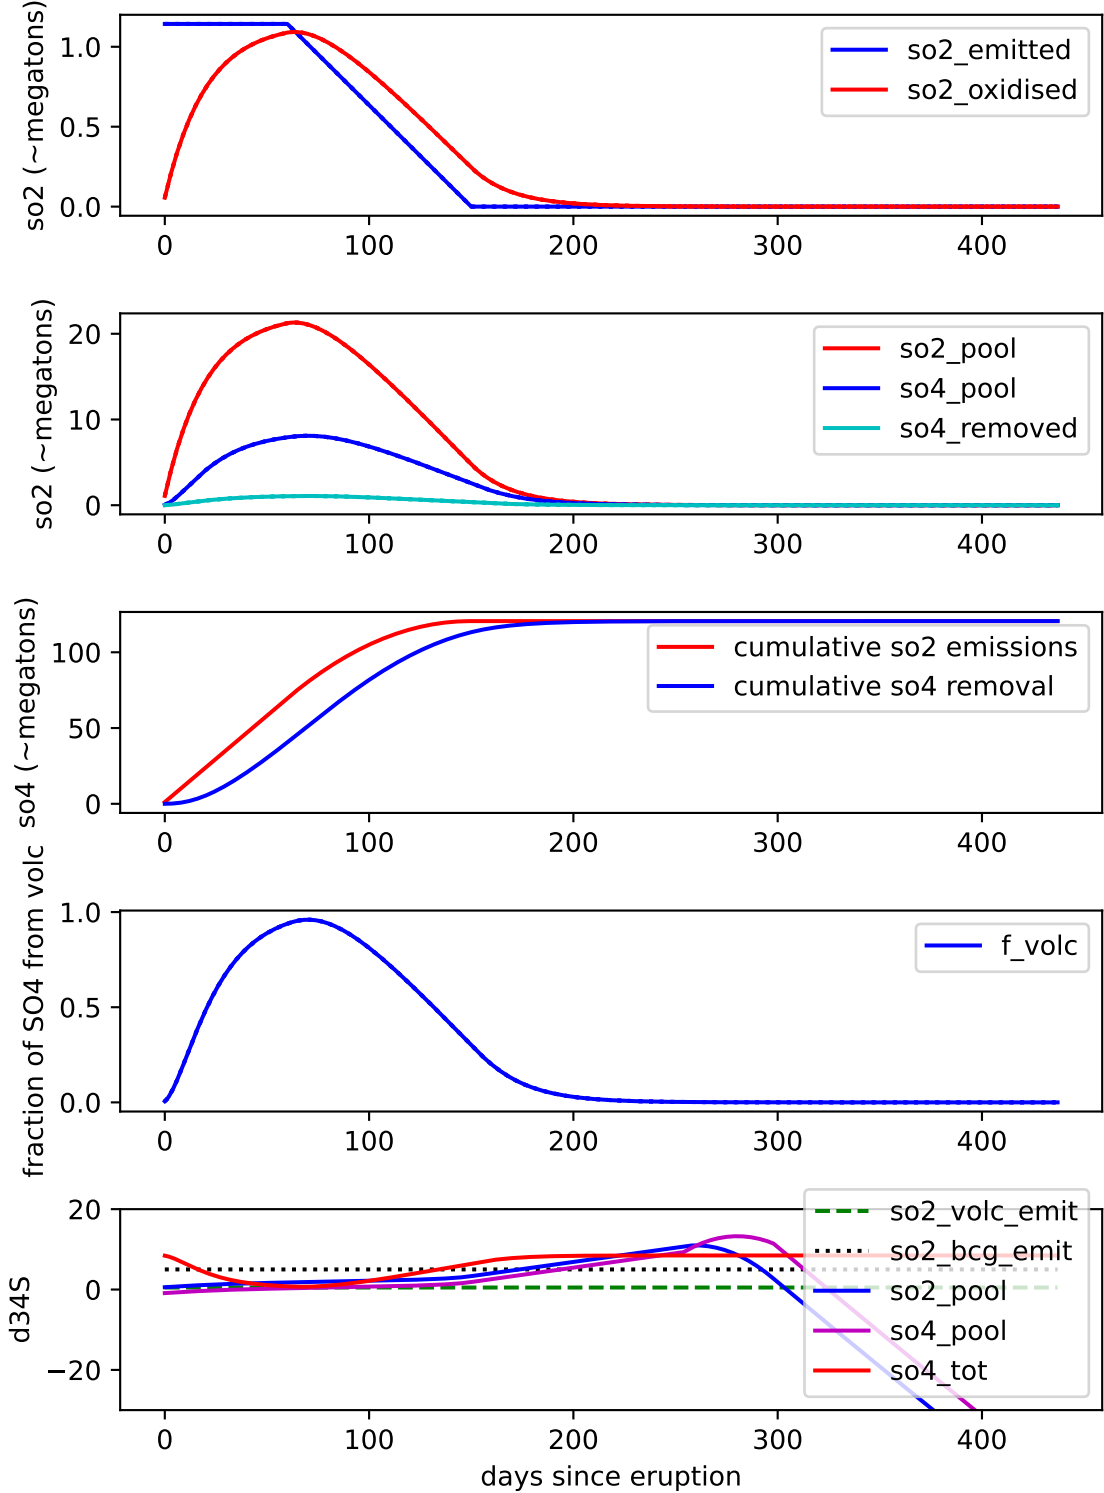 so2 (~megatons)
1.0
0.5
0.0
so2_emitted
so2_oxidised
0 100 200 300 400
so2 (~megatons)
20
10
0
so2_pool
so4_pool
so4_removed
0 100 200 300 400
so4 (~megatons)
100
50
0
cumulative so2 emissions
cumulative so4 removal
0 100 200 300 400
fraction of SO4 from volc
1.0
0.5
0.0
f_volc
0 100 200 300 400
d34S
20
0
−20
so2_volc_emit
so2_bcg_emit
so2_pool
so4_pool
so4_tot
0 100 200 300 400
days since eruption